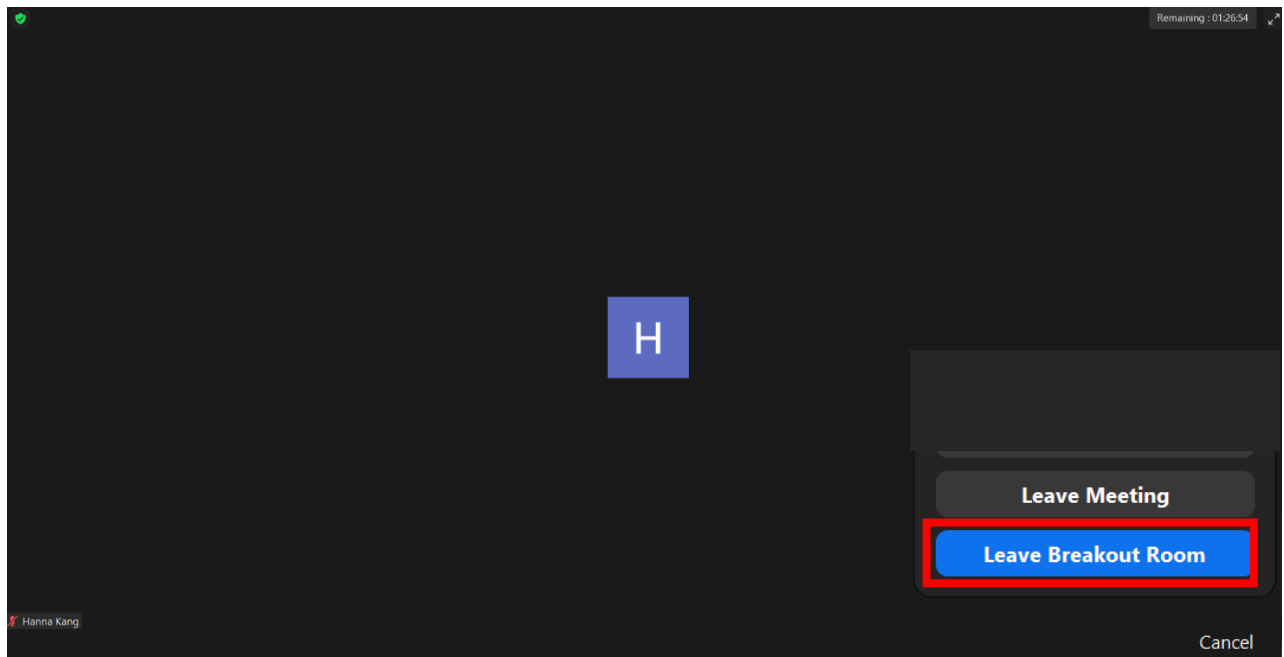 Remaining : 01:26:54
H
Leave Meeting
Leave Breakout Room
Hanna Kang
Cancel